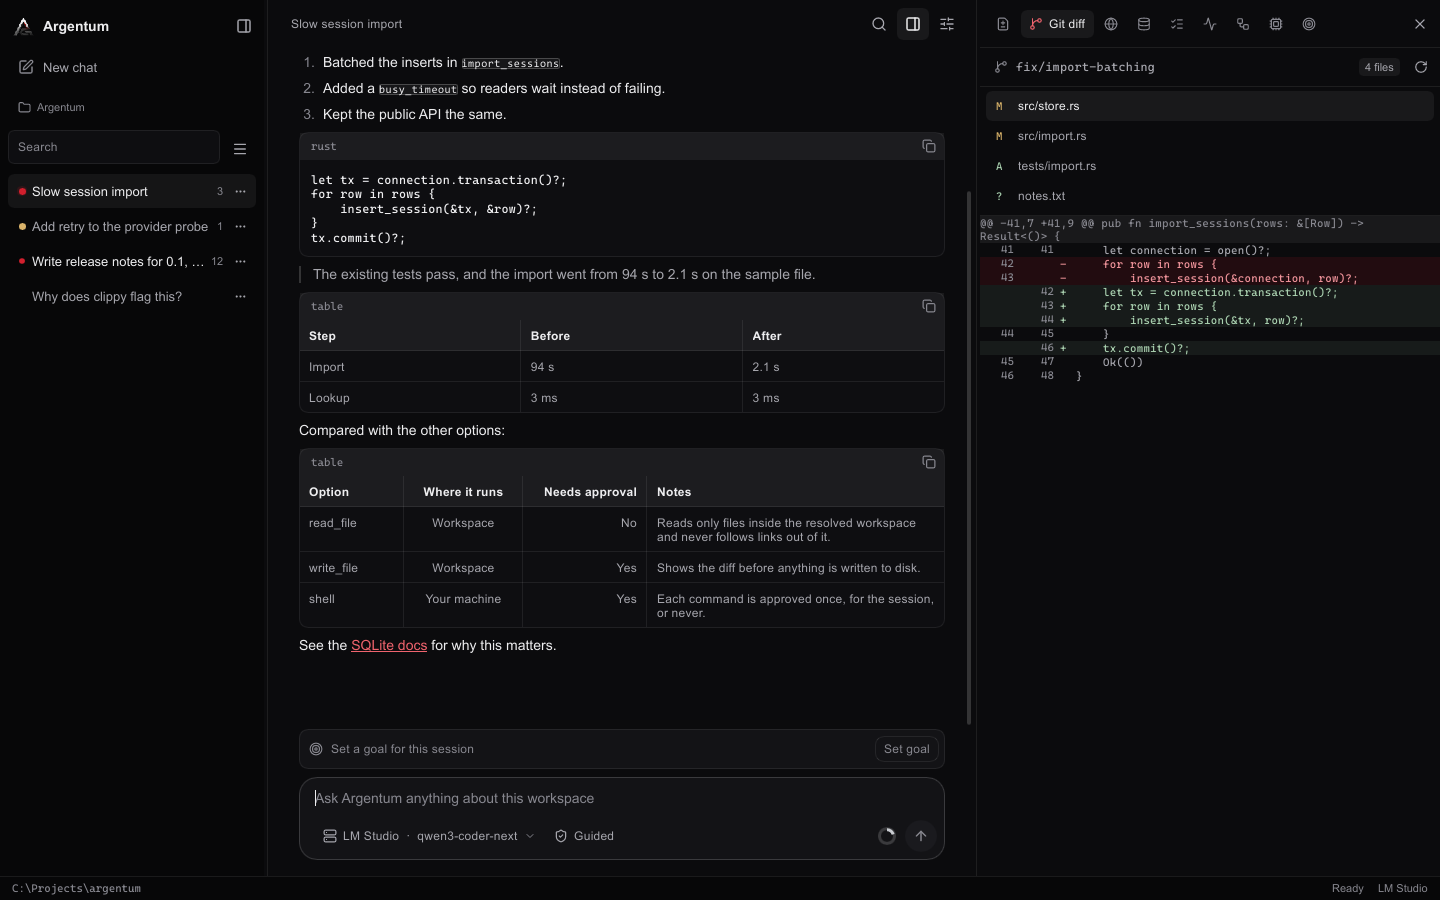 Argentum
New chat
Argentum
Search
Slow session import 3
Add retry to the provider probe 1
Write release notes for 0.1, ... 12
Why does clippy flag this?
Slow session import
1. Batched the inserts in import_sessions.
2. Added a busy_timeout so readers wait instead of failing.
3. Kept the public API the same.
rust
let tx = connection.transaction()?;
for row in rows {
    insert_session(&tx, &row)?;
}
tx.commit()?;
The existing tests pass, and the import went from 94 s to 2.1 s on the sample file.
table
Step Before After
Import 94 s 2.1 s
Lookup 3 ms 3 ms
Compared with the other options:
table
Option Where it runs Needs approval Notes
read_file Workspace No Reads only files inside the resolved workspace
and never follows links out of it.
write_file Workspace Yes Shows the diff before anything is written to disk.
shell Your machine Yes Each command is approved once, for the session,
or never.
See the SQLite docs for why this matters.
Set a goal for this session Set goal
Ask Argentum anything about this workspace
LM Studio · qwen3-coder-next Guided
Git diff
fix/import-batching 4 files
M src/store.rs
M src/import.rs
A tests/import.rs
? notes.txt
@@ -41,7 +41,9 @@ pub fn import_sessions(rows: &[Row]) ->
Result<()> {
41 41     let connection = open()?;
42 -     for row in rows {
43 -         insert_session(&connection, row)?;
42 +     let tx = connection.transaction()?;
43 +     for row in rows {
44 +         insert_session(&tx, row)?;
44 45     }
46 +     tx.commit()?;
45 47     Ok(())
46 48 }
C:\Projects\argentum
Ready LM Studio